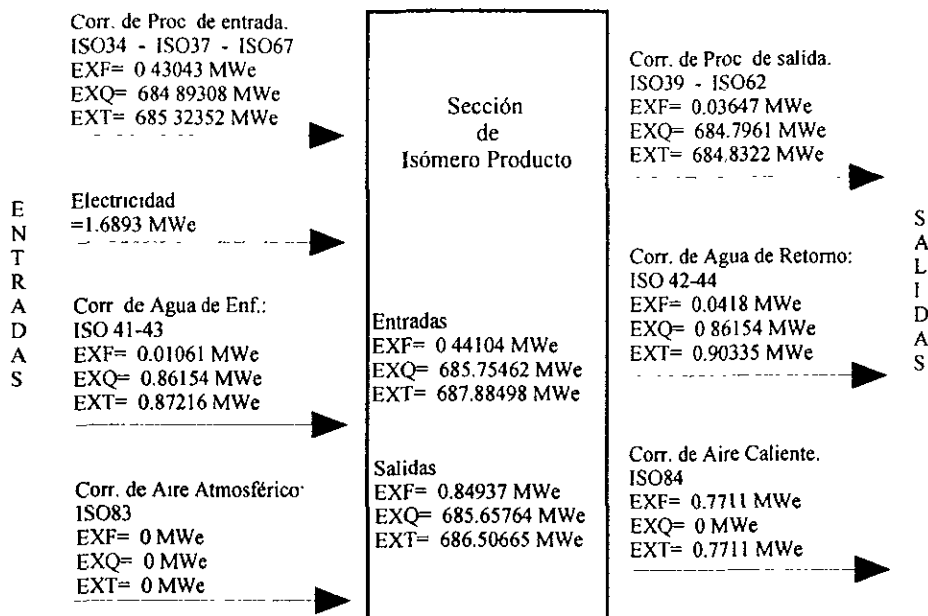 Corr. de Proc de entrada.
ISO34 - ISO37 - ISO67
EXF= 0 43043 MWe
EXQ= 684 89308 MWe
EXT= 685 32352 MWe
Electricidad
=1.6893 MWe
Corr de Agua de Enf.:
ISO 41-43
EXF= 0.01061 MWe
EXQ= 0.86154 MWe
EXT= 0.87216 MWe
Corr. de Aire Atmosférico:
ISO83
EXF= 0 MWe
EXQ= 0 MWe
EXT= 0 MWe
ENTRADAS
Sección
de
Isómero Producto
Entradas
EXF= 0 44104 MWe
EXQ= 685.75462 MWe
EXT= 687.88498 MWe
Salidas
EXF= 0.84937 MWe
EXQ= 685.65764 MWe
EXT= 686.50665 MWe
Corr. de Proc de salida.
ISO39 - ISO62
EXF= 0.03647 MWe
EXQ= 684.7961 MWe
EXT= 684.8322 MWe
Corr. de Agua de Retorno:
ISO 42-44
EXF= 0.0418 MWe
EXQ= 0 86154 MWe
EXT= 0.90335 MWe
Corr. de Aire Caliente.
ISO84
EXF= 0.7711 MWe
EXQ= 0 MWe
EXT= 0.7711 MWe
SALIDAS